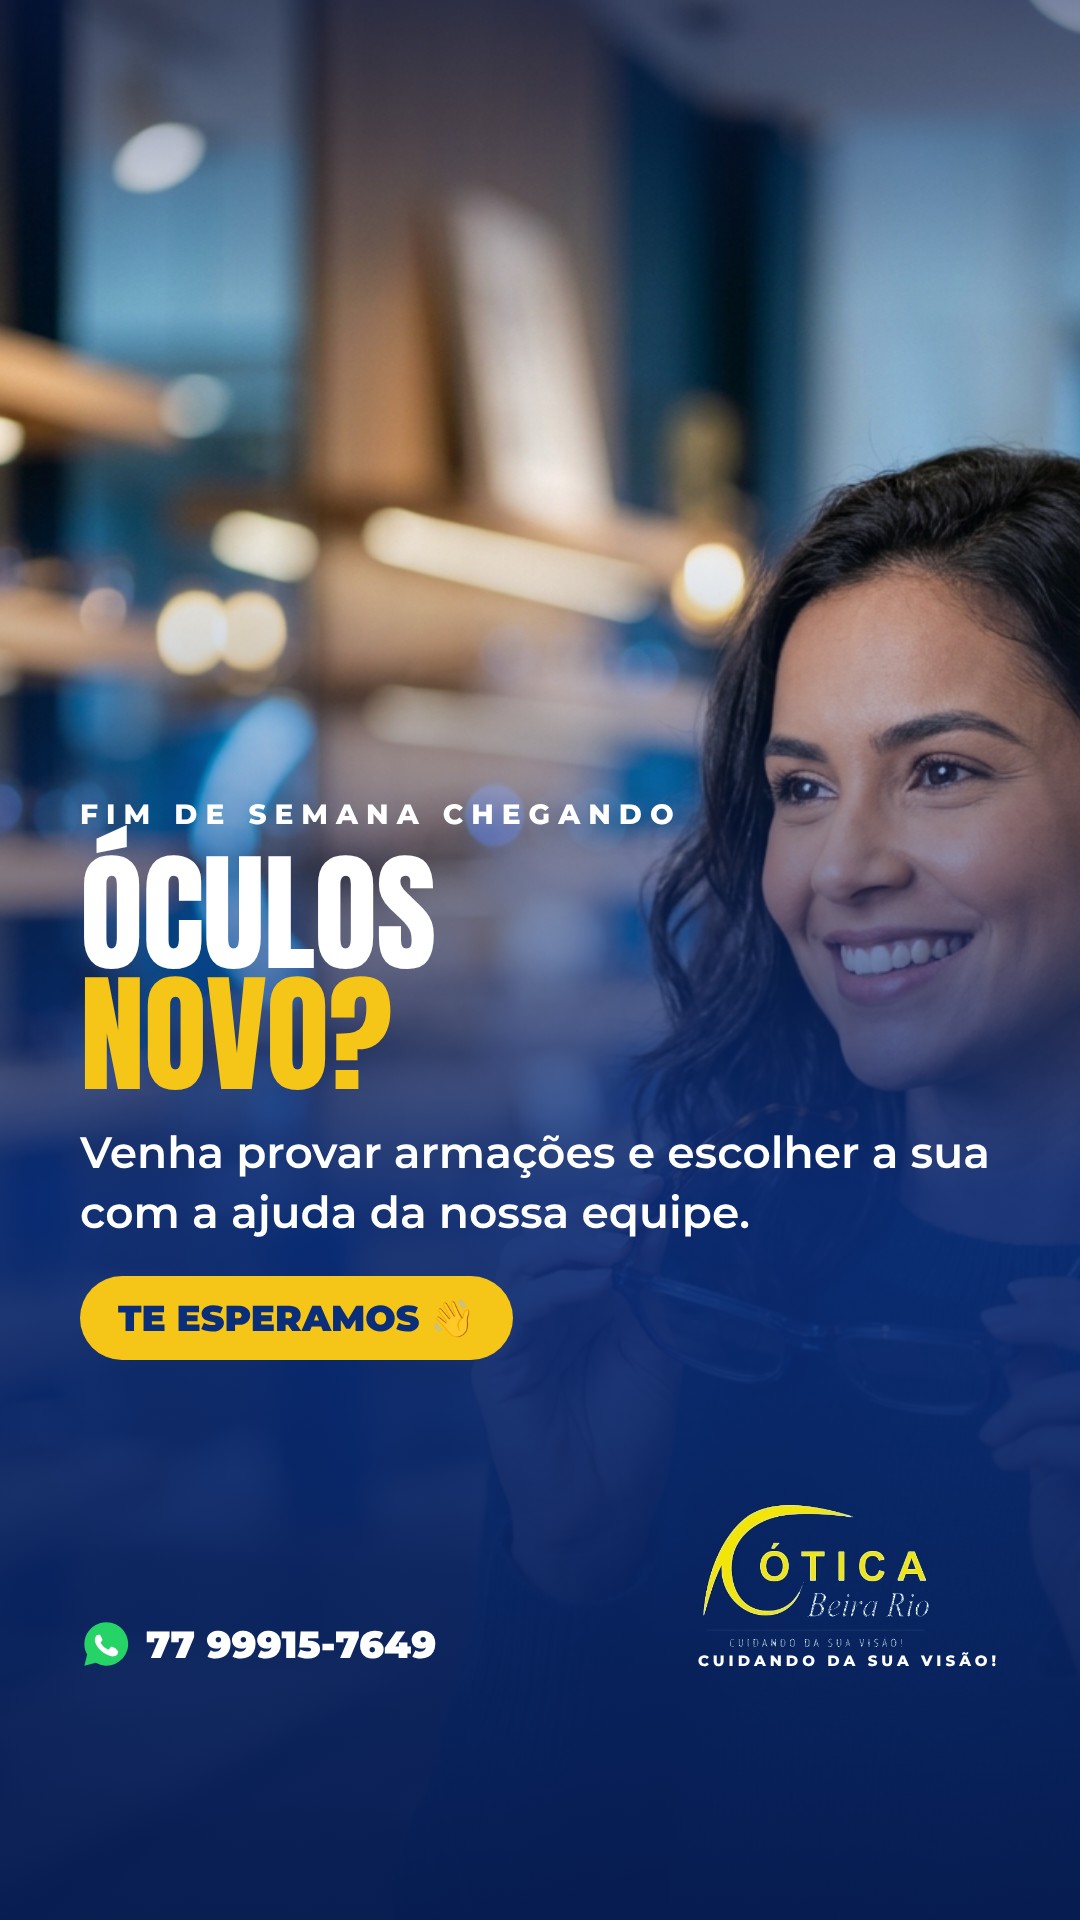 FIM DE SEMANA CHEGANDO
ÓCULOS
NOVO?
Venha provar armações e escolher a sua
com a ajuda da nossa equipe.
TE ESPERAMOS 👋
ÓTICA
Beira Rio
CUIDANDO DA SUA VISÃO!
77 99915-7649
CUIDANDO DA SUA VISÃO!